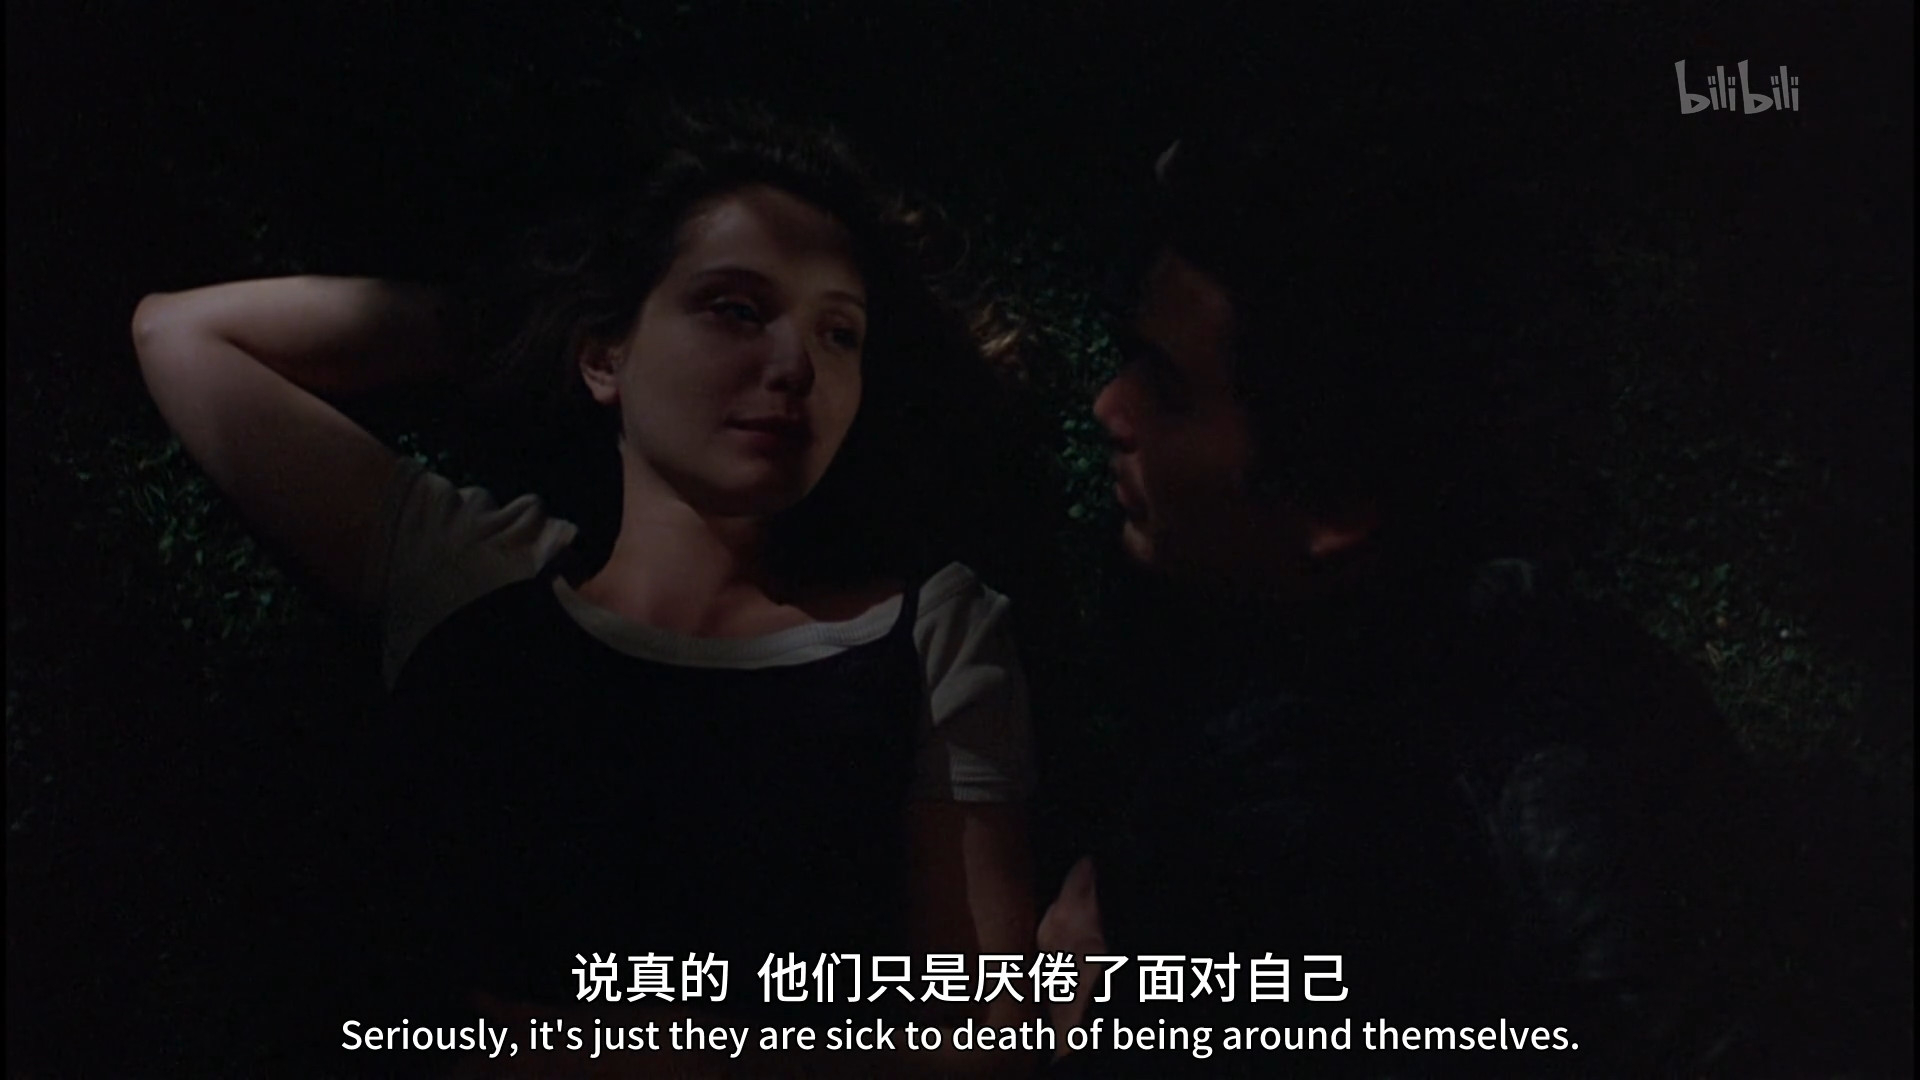 bilibili
说真的 他们只是厌倦了面对自己
Seriously, it's just they are sick to death of being around themselves.